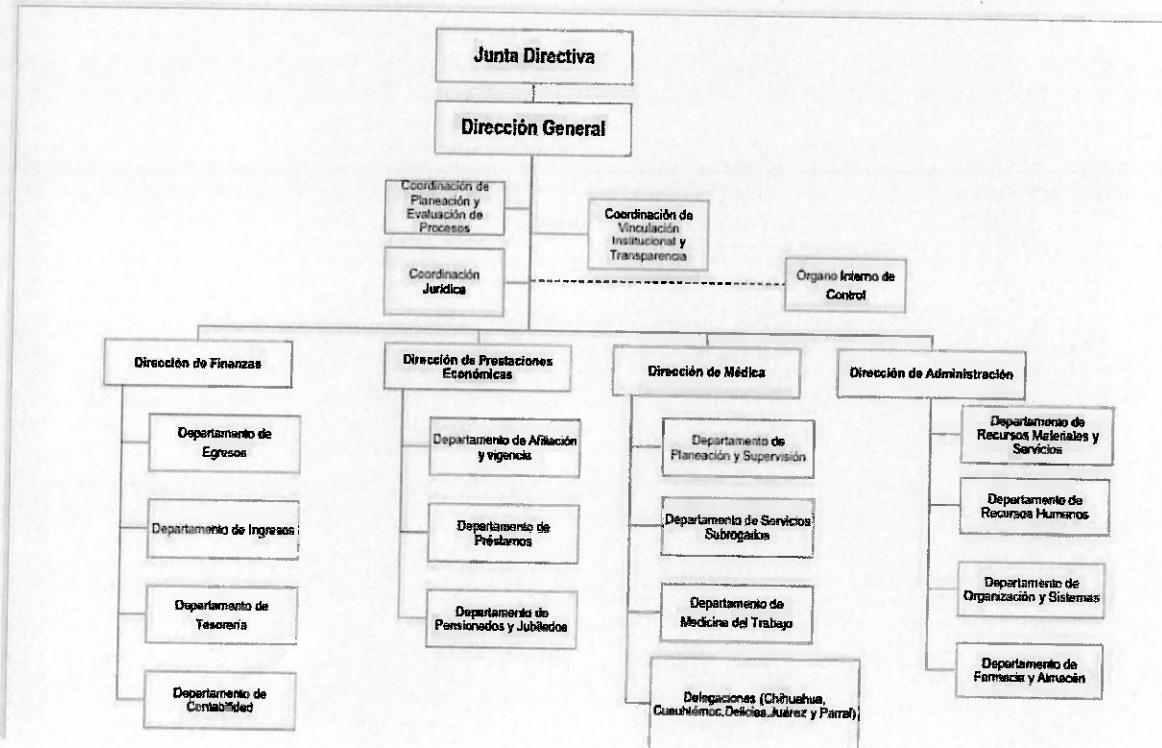 Junta Directiva
Dirección General
Coordinación de
Planeación y
Evaluación de
Procesos
Coordinación de
Vinculación
Institucional y
Transparencia
Coordinación
Jurídica
Órgano Interno de
Control
Dirección de Finanzas
Dirección de Prestaciones
Económicas
Dirección de Médica
Dirección de Administración
Departamento de
Egresos
Departamento de Ingresos
Departamento de
Tesorería
Departamento de
Contabilidad
Departamento de Afiliación
y vigencia
Departamento de
Préstamos
Departamento de
Pensionados y Jubilados
Departamento de
Planeación y Supervisión
Departamento de Servicios
Subrogados
Departamento de
Medicina del Trabajo
Delegaciones (Chihuahua,
Cuauhtémoc,Delicias,Juárez y Parral)
Departamento de
Recursos Materiales y
Servicios
Departamento de
Recursos Humanos
Departamento de
Organización y Sistemas
Departamento de
Farmacia y Almacén